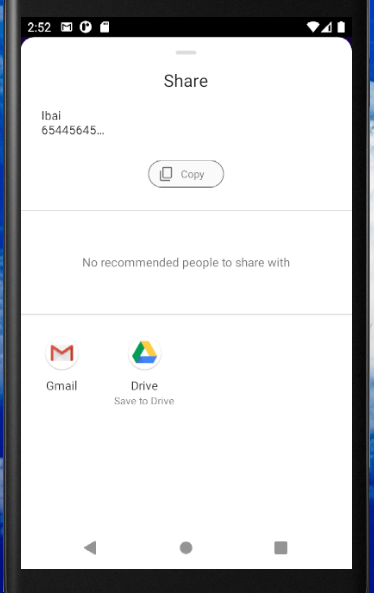 2:52
Share
Ibai
65445645...
Copy
No recommended people to share with
Gmail
Drive
Save to Drive